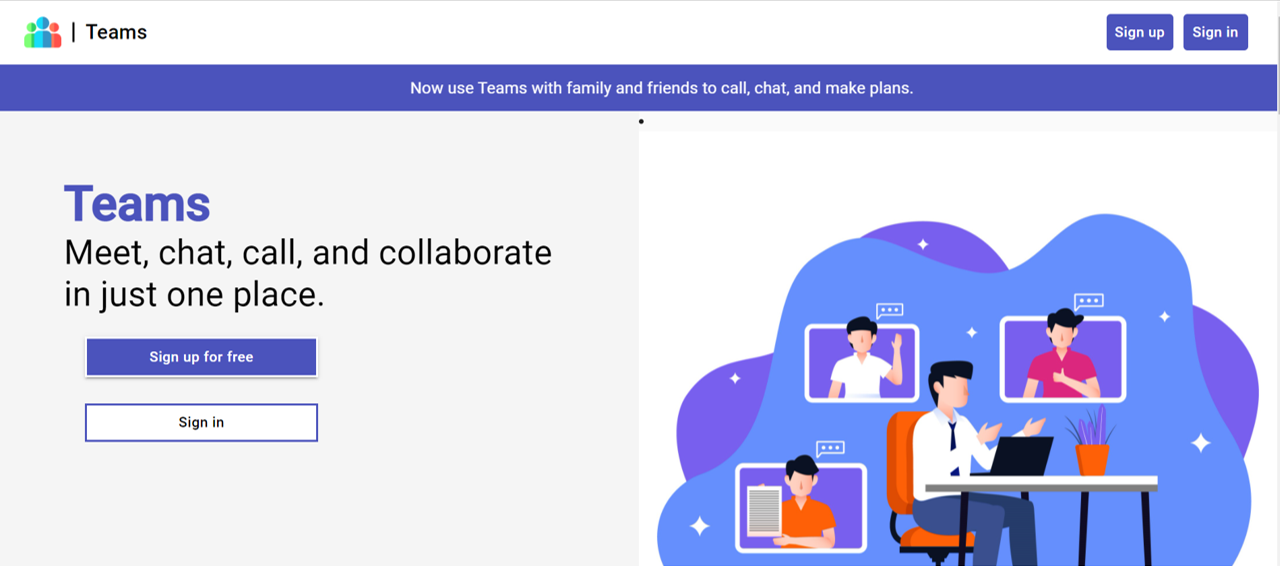 | Teams
Sign up
Sign in
Now use Teams with family and friends to call, chat, and make plans.
Teams
Meet, chat, call, and collaborate
in just one place.
Sign up for free
Sign in